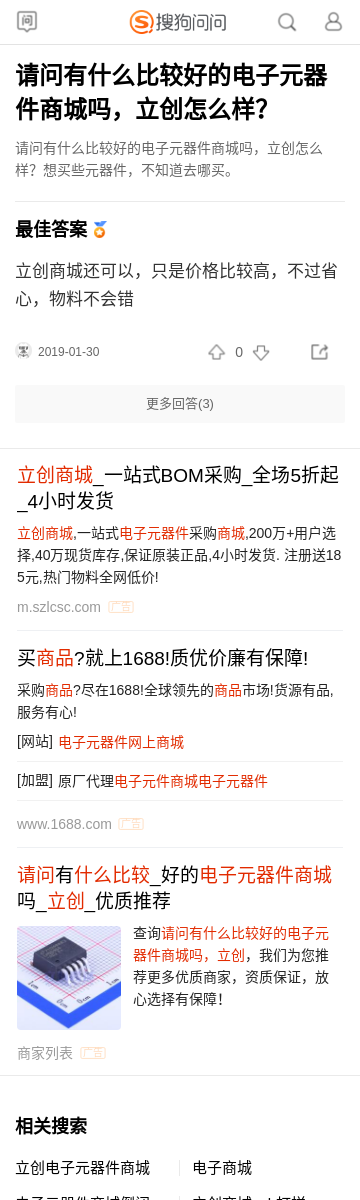 搜狗问问
请问有什么比较好的电子元器
件商城吗，立创怎么样?
请问有什么比较好的电子元器件商城吗，立创怎么
样？想买些元器件，不知道去哪买。
最佳答案
立创商城还可以，只是价格比较高，不过省
心，物料不会错
2019-01-30
0
更多回答(3)
立创商城_一站式BOM采购_全场5折起
_4小时发货
立创商城,一站式电子元器件采购商城,200万+用户选
择,40万现货库存,保证原装正品,4小时发货. 注册送18
5元,热门物料全网低价!
m.szlcsc.com 广告
买商品?就上1688!质优价廉有保障!
采购商品?尽在1688!全球领先的商品市场!货源有品,
服务有心!
[网站] 电子元器件网上商城
[加盟] 原厂代理电子元件商城电子元器件
www.1688.com 广告
请问有什么比较_好的电子元器件商城
吗_立创_优质推荐
查询请问有什么比较好的电子元
器件商城吗，立创，我们为您推
荐更多优质商家，资质保证，放
心选择有保障！
商家列表 广告
相关搜索
立创电子元器件商城
电子商城